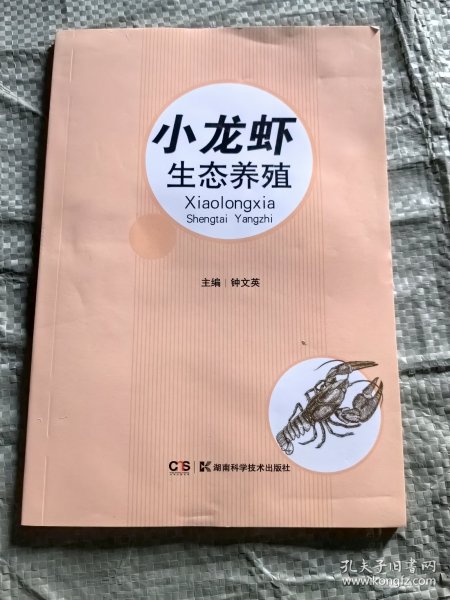 小龙虾
生态养殖
Xiaolongxia
Shengtai Yangzhi
主编 | 钟文英
CTS 湖南科学技术出版社
孔夫子旧书网
www.kongfz.com